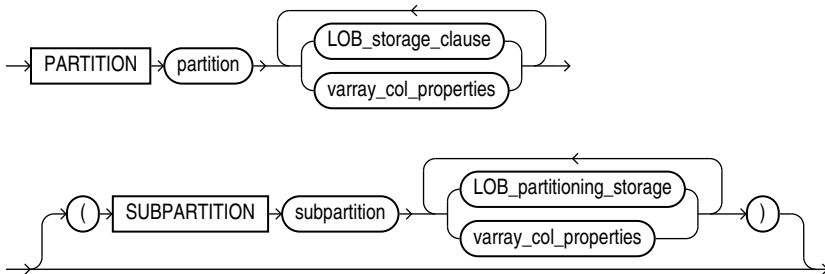 LOB_storage_clause
PARTITION partition
varray_col_properties
LOB_partitioning_storage
( SUBPARTITION subpartition )
varray_col_properties